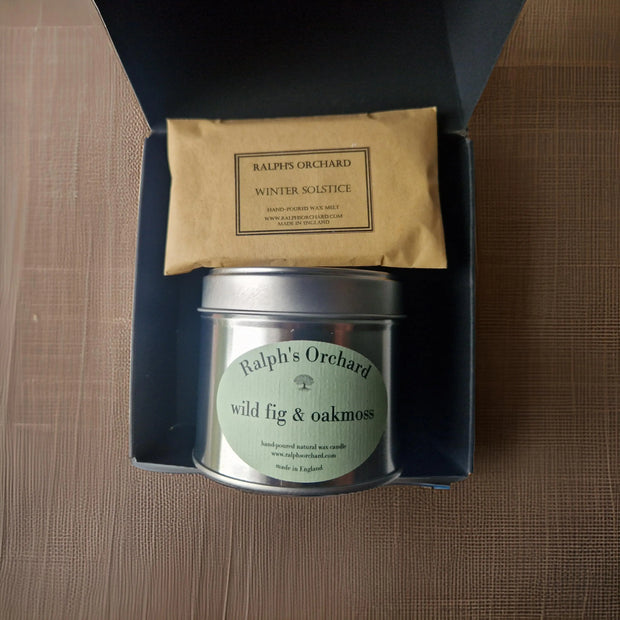 RALPH'S ORCHARD
WINTER SOLSTICE
HAND-POURED WAX MELT
WWW.RALPHSORCHARD.COM
MADE IN ENGLAND
Ralph's Orchard
wild fig & oakmoss
hand-poured natural wax candle
www.ralphsorchard.com
made in England